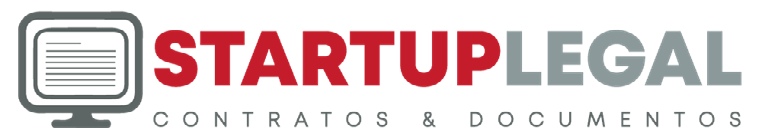 STARTUPLEGAL
CONTRATOS & DOCUMENTOS